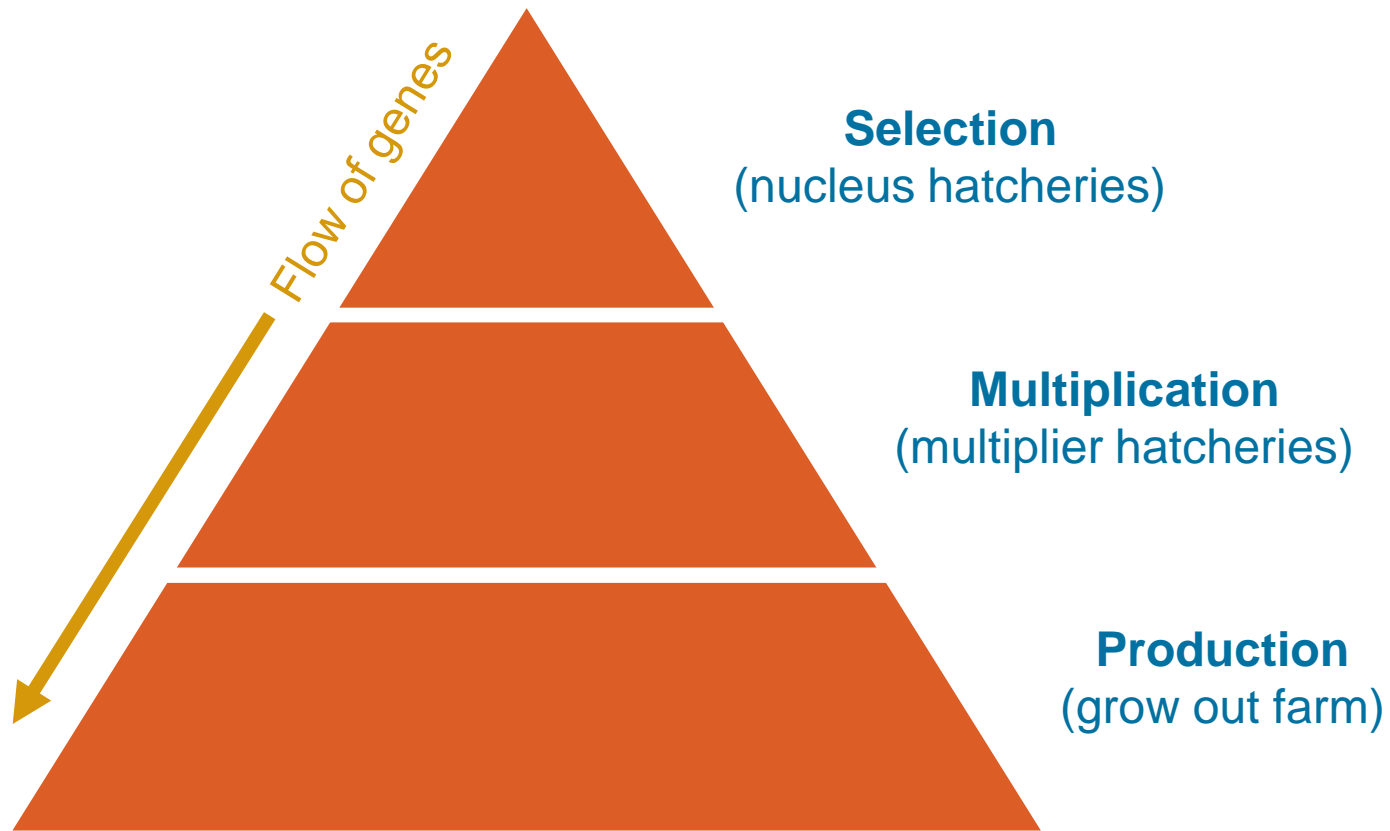 Flow of genes
Selection
(nucleus hatcheries)
Multiplication
(multiplier hatcheries)
Production
(grow out farm)